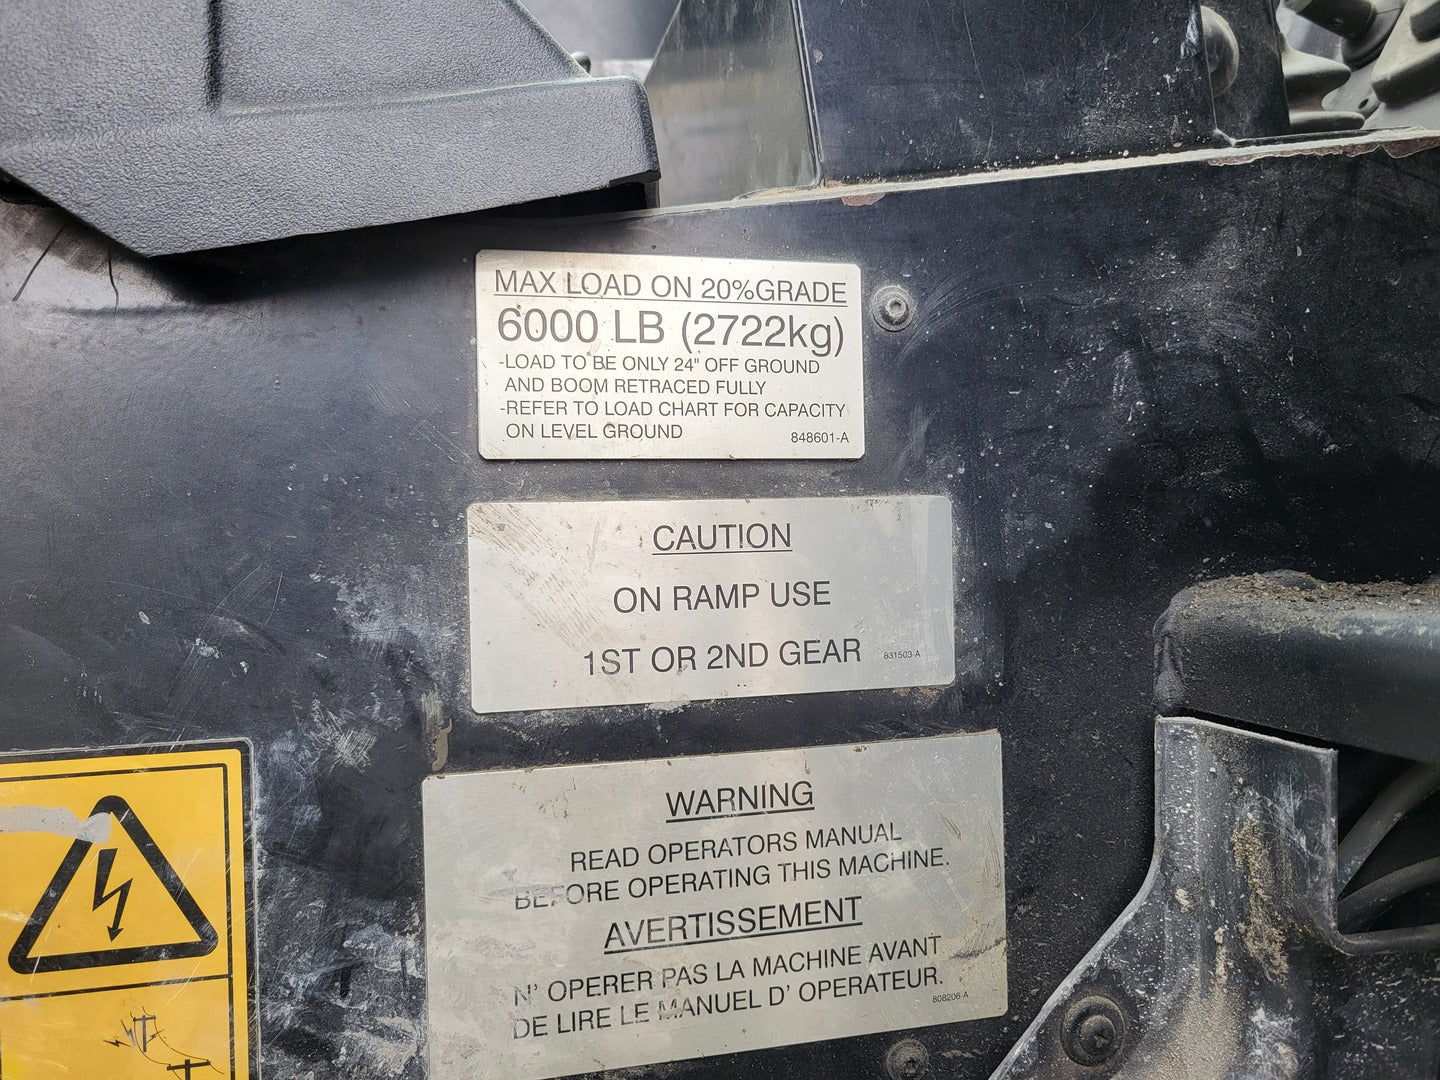 MAX LOAD ON 20%GRADE
6000 LB (2722kg)
-LOAD TO BE ONLY 24" OFF GROUND
AND BOOM RETRACED FULLY
-REFER TO LOAD CHART FOR CAPACITY
ON LEVEL GROUND 848601-A
CAUTION
ON RAMP USE
1ST OR 2ND GEAR 831503-A
WARNING
READ OPERATORS MANUAL
BEFORE OPERATING THIS MACHINE.
AVERTISSEMENT
N' OPERER PAS LA MACHINE AVANT
DE LIRE LE MANUEL D' OPERATEUR. 808206-A